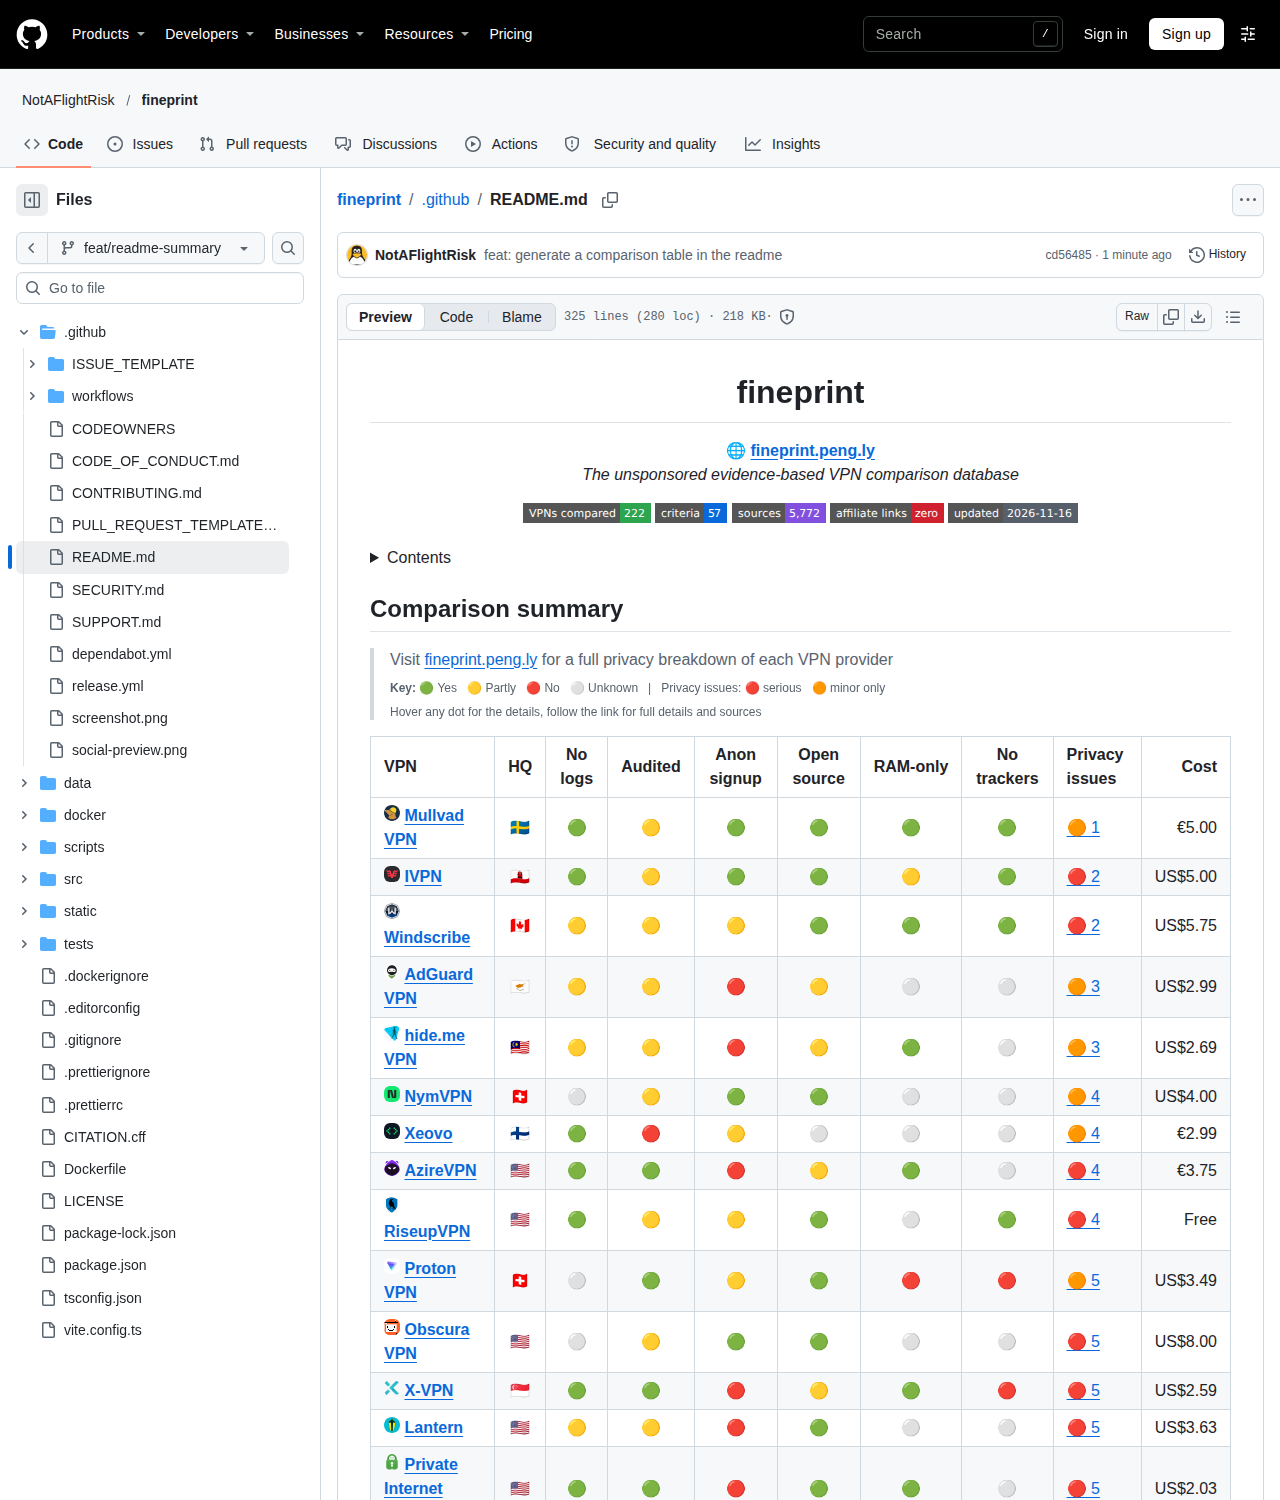 Products Developers Businesses Resources Pricing Search / Sign in Sign up
NotAFlightRisk / fineprint
Code Issues Pull requests Discussions Actions Security and quality Insights
Files
feat/readme-summary
Go to file
.github
ISSUE_TEMPLATE
workflows
CODEOWNERS
CODE_OF_CONDUCT.md
CONTRIBUTING.md
PULL_REQUEST_TEMPLATE…
README.md
SECURITY.md
SUPPORT.md
dependabot.yml
release.yml
screenshot.png
social-preview.png
data
docker
scripts
src
static
tests
.dockerignore
.editorconfig
.gitignore
.prettierignore
.prettierrc
CITATION.cff
Dockerfile
LICENSE
package-lock.json
package.json
tsconfig.json
vite.config.ts
fineprint / .github / README.md
NotAFlightRisk feat: generate a comparison table in the readme cd56485 · 1 minute ago History
Preview Code Blame 325 lines (280 loc) · 218 KB · Raw
fineprint
fineprint.peng.ly
The unsponsored evidence-based VPN comparison database
VPNs compared 222 criteria 57 sources 5,772 affiliate links zero updated 2026-11-16
Contents
Comparison summary
Visit fineprint.peng.ly for a full privacy breakdown of each VPN provider
Key: Yes Partly No Unknown | Privacy issues: serious minor only
Hover any dot for the details, follow the link for full details and sources
VPN HQ No logs Audited Anon signup Open source RAM-only No trackers Privacy issues Cost
Mullvad VPN 1 €5.00
IVPN 2 US$5.00
Windscribe 2 US$5.75
AdGuard VPN 3 US$2.99
hide.me VPN 3 US$2.69
NymVPN 4 US$4.00
Xeovo 4 €2.99
AzireVPN 4 €3.75
RiseupVPN 4 Free
Proton VPN 5 US$3.49
Obscura VPN 5 US$8.00
X-VPN 5 US$2.59
Lantern 5 US$3.63
Private Internet 5 US$2.03